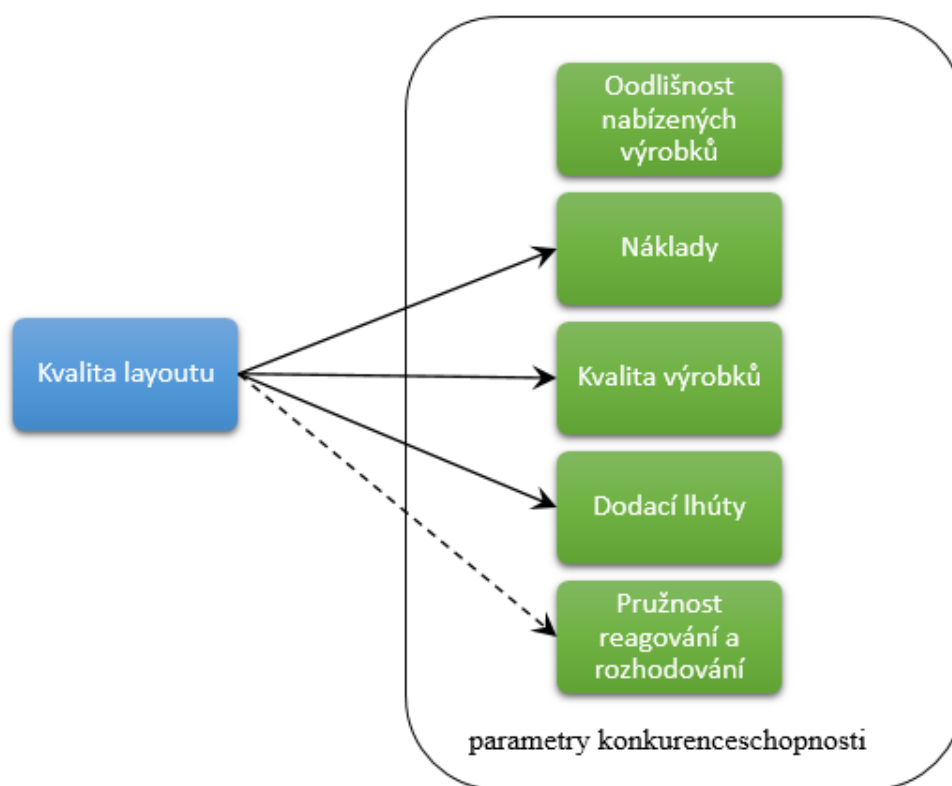 Oodlišnost
nabízených
výrobků
Náklady
Kvalita layoutu
Kvalita výrobků
Dodací lhúty
Pružnost
reagování a
rozhodování
parametry konkurenceschopnosti